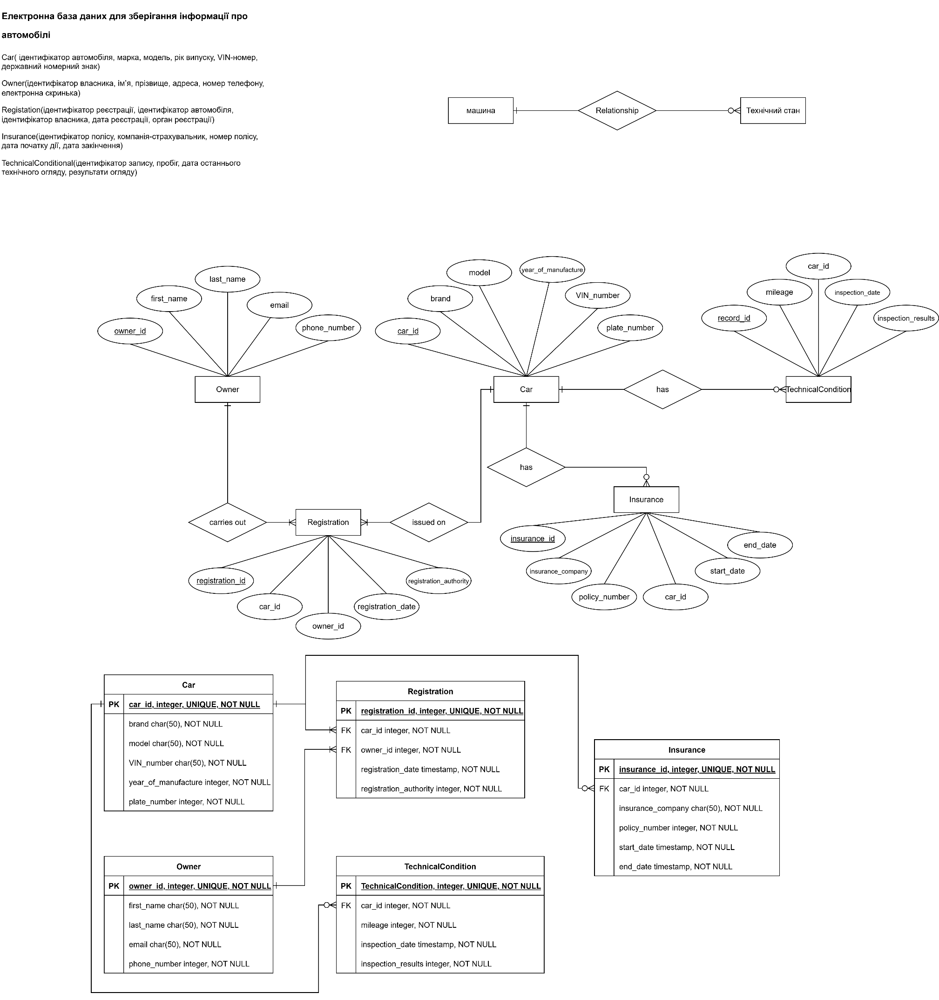 Електронна база даних для зберігання інформації про
автомобілі
Car( ідентифікатор автомобіля, марка, модель, рік випуску, VIN-номер,
державний номерний знак)
Owner(ідентифікатор власника, ім’я, прізвище, адреса, номер телефону,
електронна скринька)
Registation(ідентифікатор реєстрації, ідентифікатор автомобіля,
ідентифікатор власника, дата реєстрації, орган реєстрації)
Insurance(ідентифікатор полісу, компанія-страхувальник, номер полісу,
дата початку дії, дата закінчення)
TechnicalConditional(ідентифікатор запису, пробіг, дата останнього
технічного огляду, результати огляду)
машина
Relationship
Технічний стан
owner_id
first_name
last_name
email
phone_number
Owner
car_id
brand
model
year_of_manufacture
VIN_number
plate_number
Car
has
record_id
mileage
car_id
inspection_date
inspection_results
TechnicalCondition
has
Insurance
insurance_id
insurance_company
policy_number
car_id
start_date
end_date
carries out
Registration
issued on
registration_id
car_id
owner_id
registration_date
registration_authority
Car
PK car_id, integer, UNIQUE, NOT NULL
brand char(50), NOT NULL
model char(50), NOT NULL
VIN_number char(50), NOT NULL
year_of_manufacture integer, NOT NULL
plate_number integer, NOT NULL
Registration
PK registration_id, integer, UNIQUE, NOT NULL
FK car_id integer, NOT NULL
FK owner_id integer, NOT NULL
registration_date timestamp, NOT NULL
registration_authority integer, NOT NULL
Insurance
PK insurance_id, integer, UNIQUE, NOT NULL
FK car_id integer, NOT NULL
insurance_company char(50), NOT NULL
policy_number integer, NOT NULL
start_date timestamp, NOT NULL
end_date timestamp, NOT NULL
Owner
PK owner_id, integer, UNIQUE, NOT NULL
first_name char(50), NOT NULL
last_name char(50), NOT NULL
email char(50), NOT NULL
phone_number integer, NOT NULL
TechnicalCondition
PK TechnicalCondition, integer, UNIQUE, NOT NULL
FK car_id integer, NOT NULL
mileage integer, NOT NULL
inspection_date timestamp, NOT NULL
inspection_results integer, NOT NULL